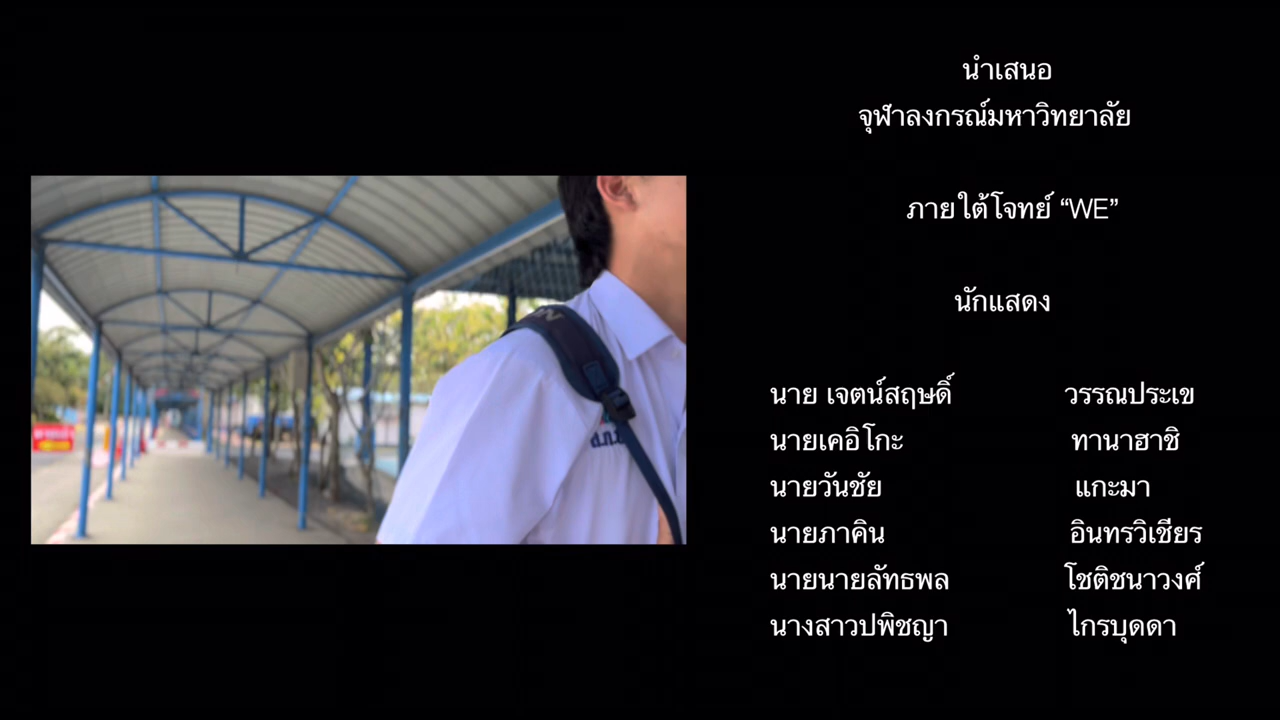 นำเสนอ
จุฬาลงกรณ์มหาวิทยาลัย
ภายใต้โจทย์ “WE”
นักแสดง
นาย เจตน์สฤษดิ์ วรรณประเข
นายเคอิโกะ ทานาฮาชิ
นายวันชัย แกะมา
นายภาคิน อินทรวิเชียร
นายนายลัทธพล โชติชนาวงศ์
นางสาวปพิชญา ไกรบุดดา